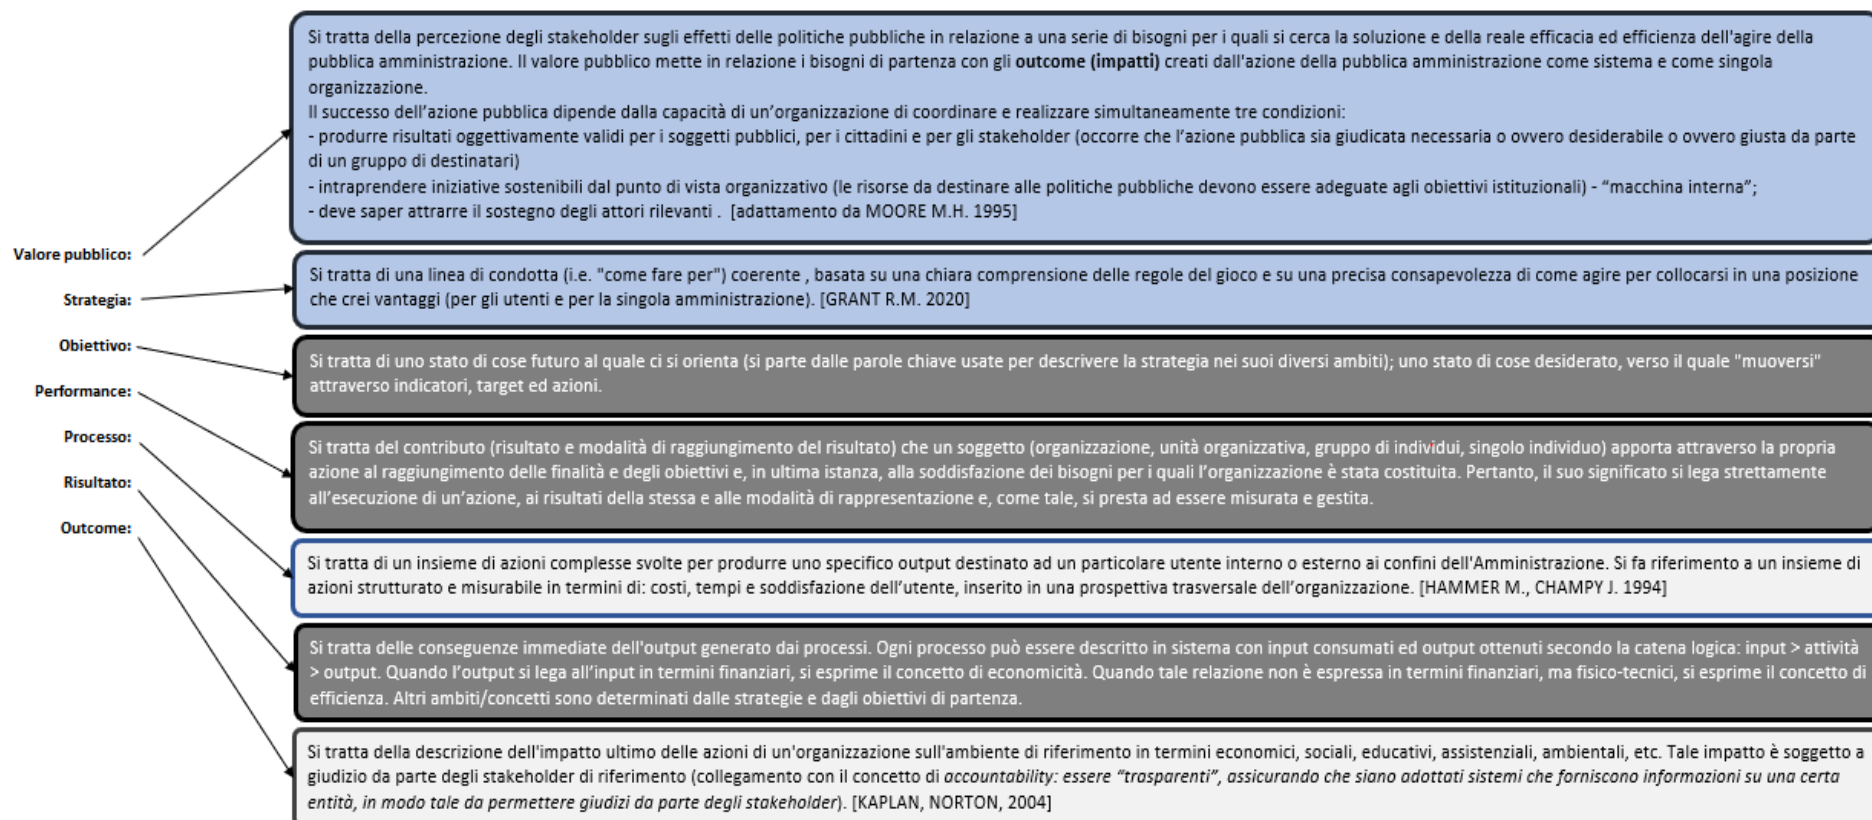 Si tratta della percezione degli stakeholder sugli effetti delle politiche pubbliche in relazione a una serie di bisogni per i quali si cerca la soluzione e della reale efficacia ed efficienza dell'agire della
pubblica amministrazione. Il valore pubblico mette in relazione i bisogni di partenza con gli outcome (impatti) creati dall'azione della pubblica amministrazione come sistema e come singola
organizzazione.
Il successo dell’azione pubblica dipende dalla capacità di un’organizzazione di coordinare e realizzare simultaneamente tre condizioni:
- produrre risultati oggettivamente validi per i soggetti pubblici, per i cittadini e per gli stakeholder (occorre che l’azione pubblica sia giudicata necessaria o ovvero desiderabile o ovvero giusta da parte
di un gruppo di destinatari)
- intraprendere iniziative sostenibili dal punto di vista organizzativo (le risorse da destinare alle politiche pubbliche devono essere adeguate agli obiettivi istituzionali) - “macchina interna”;
- deve saper attrarre il sostegno degli attori rilevanti . [adattamento da MOORE M.H. 1995]
Valore pubblico:
Strategia:
Obiettivo:
Performance:
Processo:
Risultato:
Outcome:
Si tratta di una linea di condotta (i.e. "come fare per") coerente , basata su una chiara comprensione delle regole del gioco e su una precisa consapevolezza di come agire per collocarsi in una posizione
che crei vantaggi (per gli utenti e per la singola amministrazione). [GRANT R.M. 2020]
Si tratta di uno stato di cose futuro al quale ci si orienta (si parte dalle parole chiave usate per descrivere la strategia nei suoi diversi ambiti); uno stato di cose desiderato, verso il quale "muoversi"
attraverso indicatori, target ed azioni.
Si tratta del contributo (risultato e modalità di raggiungimento del risultato) che un soggetto (organizzazione, unità organizzativa, gruppo di individui, singolo individuo) apporta attraverso la propria
azione al raggiungimento delle finalità e degli obiettivi e, in ultima istanza, alla soddisfazione dei bisogni per i quali l’organizzazione è stata costituita. Pertanto, il suo significato si lega strettamente
all’esecuzione di un’azione, ai risultati della stessa e alle modalità di rappresentazione e, come tale, si presta ad essere misurata e gestita.
Si tratta di un insieme di azioni complesse svolte per produrre uno specifico output destinato ad un particolare utente interno o esterno ai confini dell'Amministrazione. Si fa riferimento a un insieme di
azioni strutturato e misurabile in termini di: costi, tempi e soddisfazione dell’utente, inserito in una prospettiva trasversale dell’organizzazione. [HAMMER M., CHAMPY J. 1994]
Si tratta delle conseguenze immediate dell'output generato dai processi. Ogni processo può essere descritto in sistema con input consumati ed output ottenuti secondo la catena logica: input > attività
> output. Quando l’output si lega all’input in termini finanziari, si esprime il concetto di economicità. Quando tale relazione non è espressa in termini finanziari, ma fisico-tecnici, si esprime il concetto di
efficienza. Altri ambiti/concetti sono determinati dalle strategie e dagli obiettivi di partenza.
Si tratta della descrizione dell'impatto ultimo delle azioni di un'organizzazione sull'ambiente di riferimento in termini economici, sociali, educativi, assistenziali, ambientali, etc. Tale impatto è soggetto a
giudizio da parte degli stakeholder di riferimento (collegamento con il concetto di accountability: essere “trasparenti”, assicurando che siano adottati sistemi che forniscono informazioni su una certa
entità, in modo tale da permettere giudizi da parte degli stakeholder). [KAPLAN, NORTON, 2004]